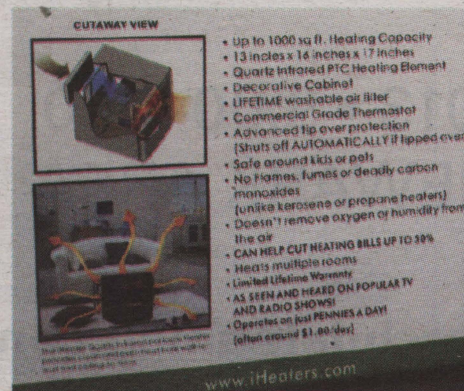 CUTAWAY VIEW
• Up to 1000 sq ft. Heating Capacity
• 13 inches x 16 inches x 17 inches
• Quartz Infrared PTC Heating Element
• Decorative Cabinet
• LIFETIME washable air filter
• Commercial Grade Thermostat
• Advanced tip over protection
(Shuts off AUTOMATICALLY if tipped over
• Safe around kids or pets
• No Flames, fumes or deadly carbon
monoxides
(unlike kerosene or propane heaters)
• Doesn't remove oxygen or humidity from
the air
• CAN HELP CUT HEATING BILLS UP TO 50%
• Heats multiple rooms
• Limited Lifetime Warranty
• AS SEEN AND HEARD ON POPULAR TV
AND RADIO SHOWS!
• Operates on just PENNIES A DAY!
(often around $1.00/day)
www.iHeaters.com